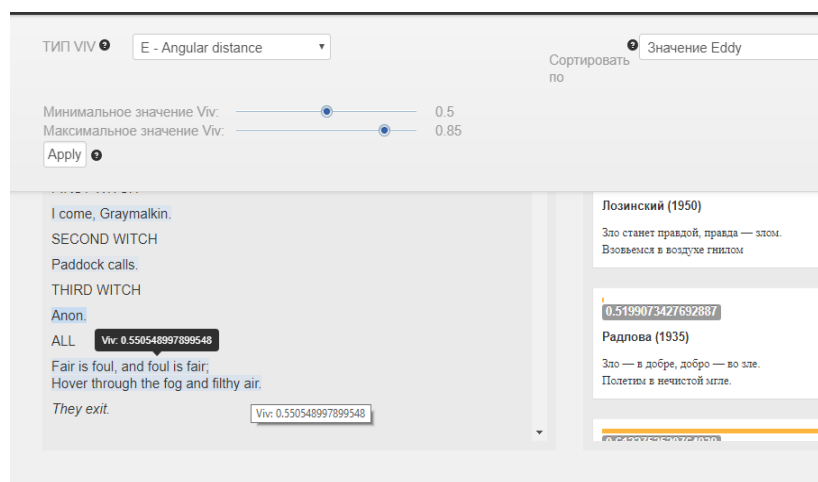 ТИП VIV
E - Angular distance
Сортировать по
Значение Eddy
Минимальное значение Viv:
0.5
Максимальное значение Viv:
0.85
Apply
I come, Graymalkin.
SECOND WITCH
Paddock calls.
THIRD WITCH
Anon.
ALL
Viv: 0.550548997899548
Fair is foul, and foul is fair;
Hover through the fog and filthy air.
They exit.
Viv: 0.550548997899548
Лозинский (1950)
Зло станет правдой, правда — злом.
Взовьемся в воздухе гнилом
0.5199073427692887
Радлова (1935)
Зло — в добре, добро — во зле.
Полетим в нечистой мгле.